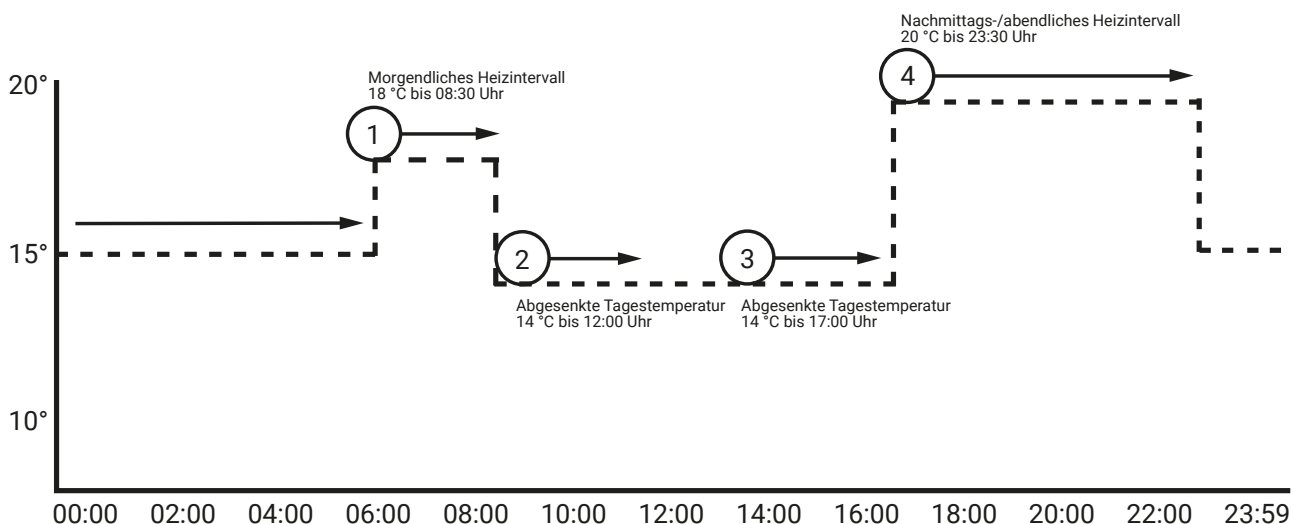 Nachmittags-/abendliches Heizintervall
20 °C bis 23:30 Uhr
4
20°
Morgendliches Heizintervall
18 °C bis 08:30 Uhr
1
15°
2
3
Abgesenkte Tagestemperatur
14 °C bis 12:00 Uhr
Abgesenkte Tagestemperatur
14 °C bis 17:00 Uhr
10°
00:00 02:00 04:00 06:00 08:00 10:00 12:00 14:00 16:00 18:00 20:00 22:00 23:59